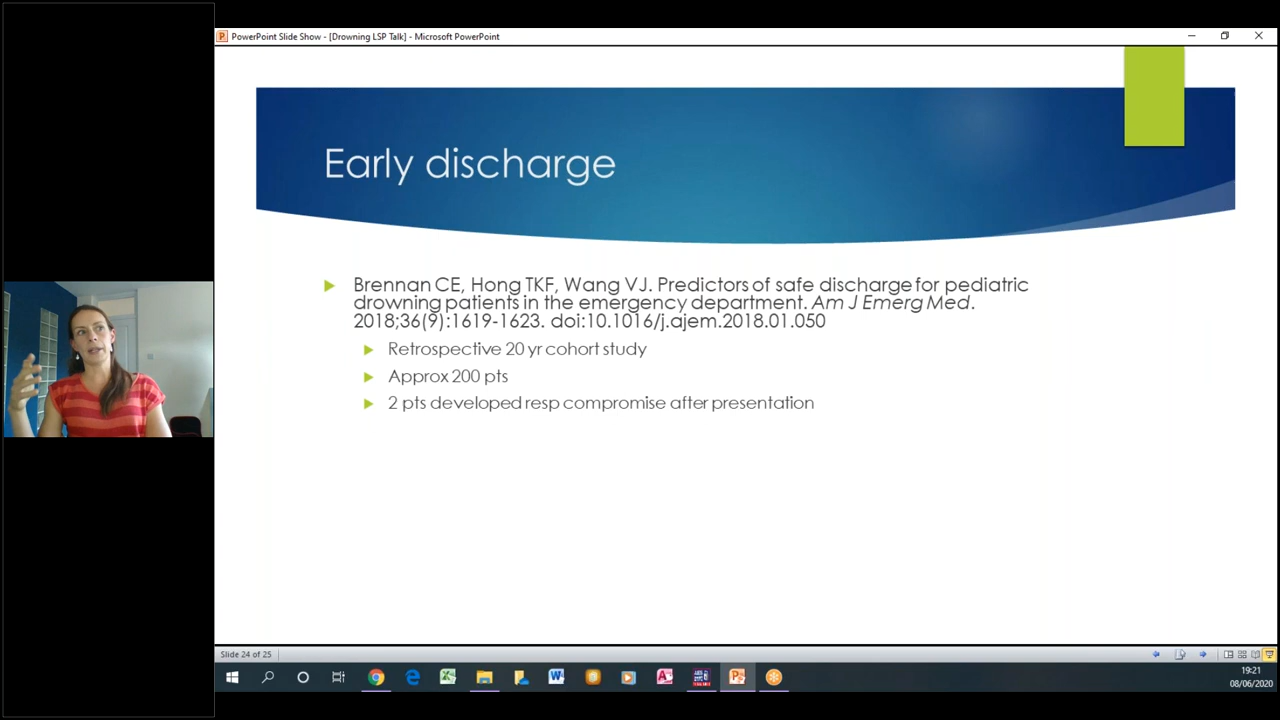 PowerPoint Slide Show - [Drowning LSP Talk] - Microsoft PowerPoint
Early discharge
Brennan CE, Hong TKF, Wang VJ. Predictors of safe discharge for pediatric
drowning patients in the emergency department. Am J Emerg Med.
2018;36(9):1619-1623. doi:10.1016/j.ajem.2018.01.050
Retrospective 20 yr cohort study
Approx 200 pts
2 pts developed resp compromise after presentation
Slide 24 of 25
19:21
08/06/2020